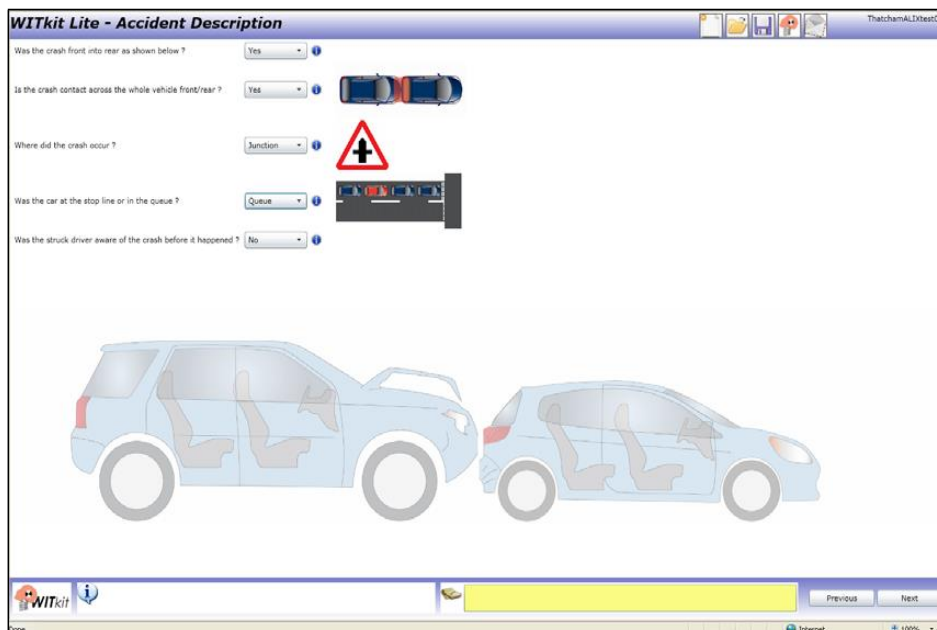 WITkit Lite - Accident Description
ThatchamALIXtest
Was the crash front into rear as shown below ? Yes
Is the crash contact across the whole vehicle front/rear ? Yes
Where did the crash occur ? Junction
Was the car at the stop line or in the queue ? Queue
Was the struck driver aware of the crash before it happened ? No
WITkit
Previous Next
Done Internet 100%